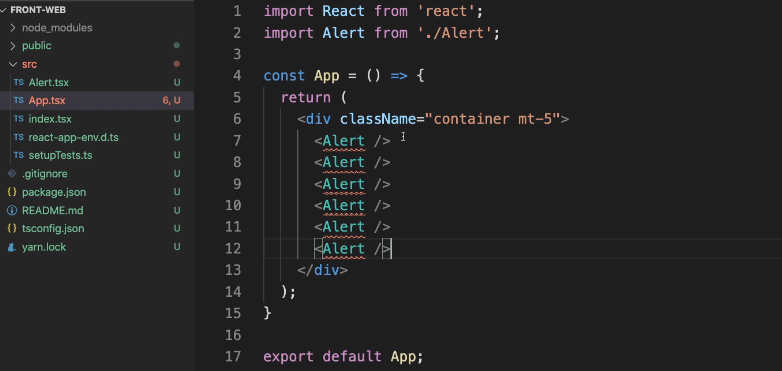 FRONT-WEB
node_modules
public
src
TS Alert.tsx U
TS App.tsx 6, U
TS index.tsx U
TS react-app-env.d.ts U
TS setupTests.ts U
.gitignore U
{} package.json U
README.md U
{} tsconfig.json U
yarn.lock U
1 import React from 'react';
2 import Alert from './Alert';
3
4 const App = () => {
5 return (
6 <div className="container mt-5">
7 <Alert />
8 <Alert />
9 <Alert />
10 <Alert />
11 <Alert />
12 <Alert />
13 </div>
14 );
15 }
16
17 export default App;